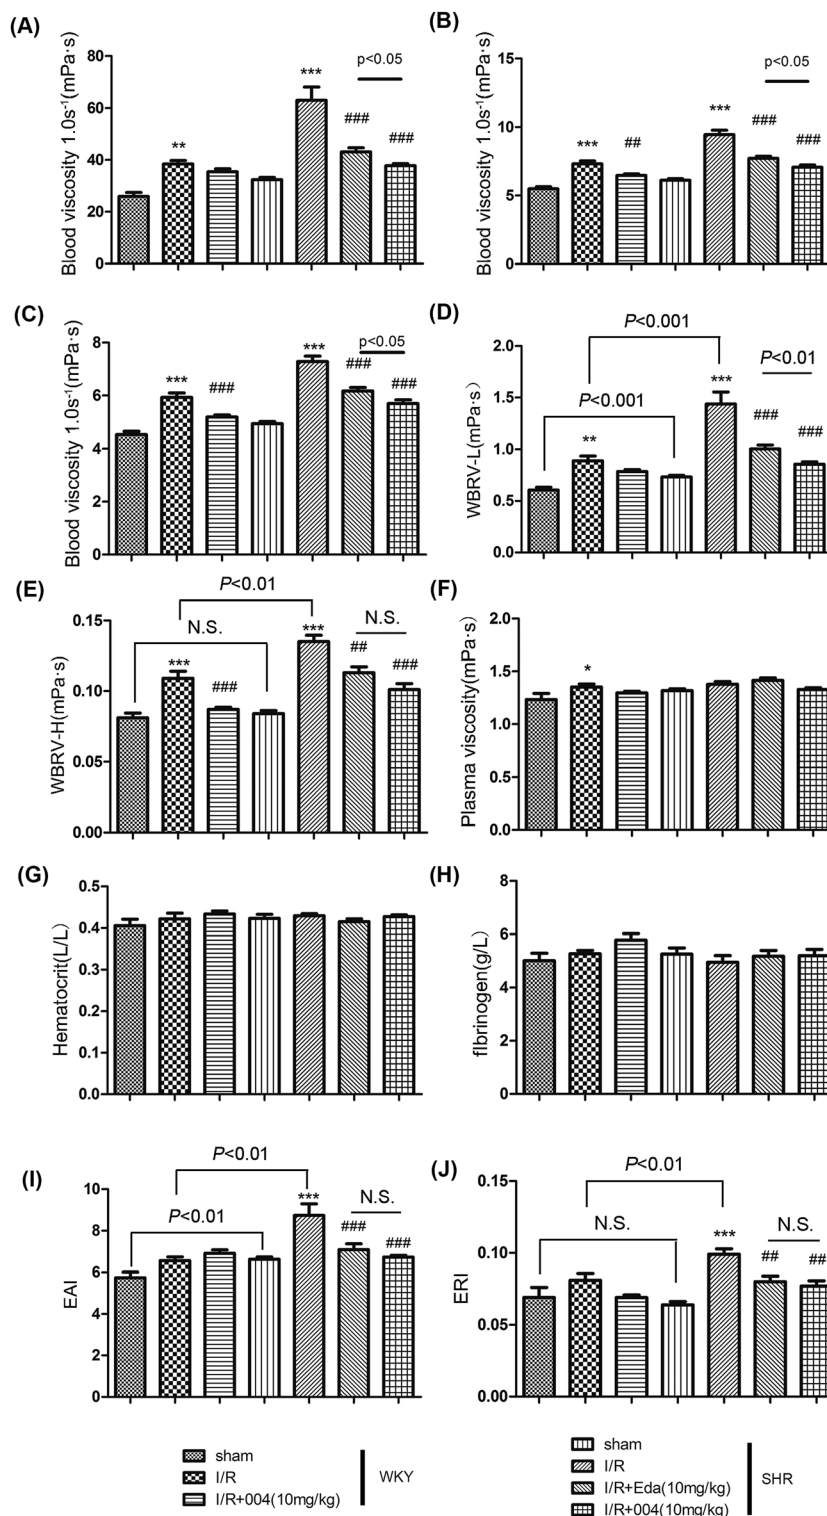 (A)
Blood viscosity 1.0s⁻¹(mPa·s)
80
60
40
20
0
**
***
###
###
p<0.05
(B)
Blood viscosity 1.0s⁻¹(mPa·s)
15
10
5
0
***
##
***
###
###
p<0.05
(C)
Blood viscosity 1.0s⁻¹(mPa·s)
8
6
4
2
0
***
###
***
###
###
p<0.05
(D)
WBRV-L(mPa·s)
2.0
1.5
1.0
0.5
0.0
P<0.001
P<0.001
P<0.01
**
***
###
###
(E)
WBRV-H(mPa·s)
0.15
0.10
0.05
0.00
P<0.01
N.S.
N.S.
***
###
***
##
###
(F)
Plasma viscosity(mPa·s)
2.0
1.5
1.0
0.5
0.0
*
(G)
Hematocrit(L/L)
0.5
0.4
0.3
0.2
0.1
0.0
(H)
fIbrinogen(g/L)
8
6
4
2
0
(I)
EAI
10
8
6
4
2
0
P<0.01
P<0.01
N.S.
***
###
###
(J)
ERI
0.15
0.10
0.05
0.00
P<0.01
N.S.
N.S.
***
##
##
sham
I/R
I/R+004(10mg/kg)
WKY
sham
I/R
I/R+Eda(10mg/kg)
I/R+004(10mg/kg)
SHR